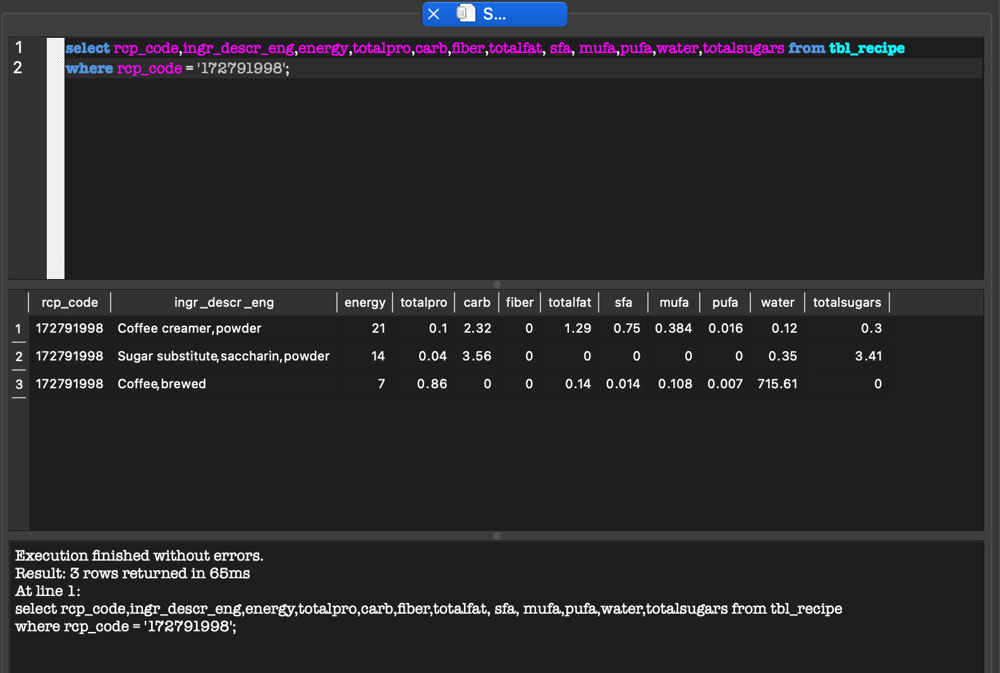 S...
1 select rcp_code,ingr_descr_eng,energy,totalpro,carb,fiber,totalfat, sfa, mufa,pufa,water,totalsugars from tbl_recipe
2 where rcp_code = '172791998';
rcp_code ingr_descr_eng energy totalpro carb fiber totalfat sfa mufa pufa water totalsugars
1 172791998 Coffee creamer,powder 21 0.1 2.32 0 1.29 0.75 0.384 0.016 0.12 0.3
2 172791998 Sugar substitute,saccharin,powder 14 0.04 3.56 0 0 0 0 0 0.35 3.41
3 172791998 Coffee,brewed 7 0.86 0 0 0.14 0.014 0.108 0.007 715.61 0
Execution finished without errors.
Result: 3 rows returned in 65ms
At line 1:
select rcp_code,ingr_descr_eng,energy,totalpro,carb,fiber,totalfat, sfa, mufa,pufa,water,totalsugars from tbl_recipe
where rcp_code = '172791998';